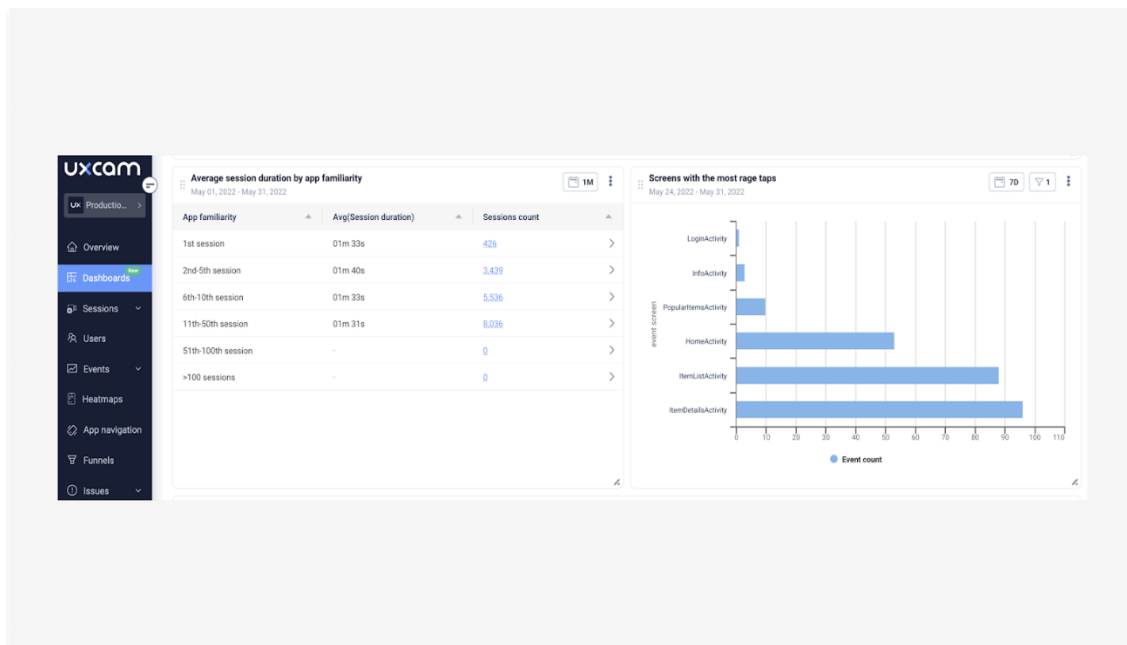 uxcam
UX Productio... >
Overview
Dashboards New
Sessions
Users
Events
Heatmaps
App navigation
Funnels
Issues
Average session duration by app familiarity
May 01, 2022 - May 31, 2022
1M
App familiarity Avg(Session duration) Sessions count
1st session 01m 33s 426
2nd-5th session 01m 40s 3,439
6th-10th session 01m 33s 5,536
11th-50th session 01m 31s 8,036
51th-100th session - 0
>100 sessions - 0
Screens with the most rage taps
May 24, 2022 - May 31, 2022
7D 1
event screen
LoginActivity
InfoActivity
PopularItemsActivity
HomeActivity
ItemListActivity
ItemDetailsActivity
0 10 20 30 40 50 60 70 80 90 100 110
Event count